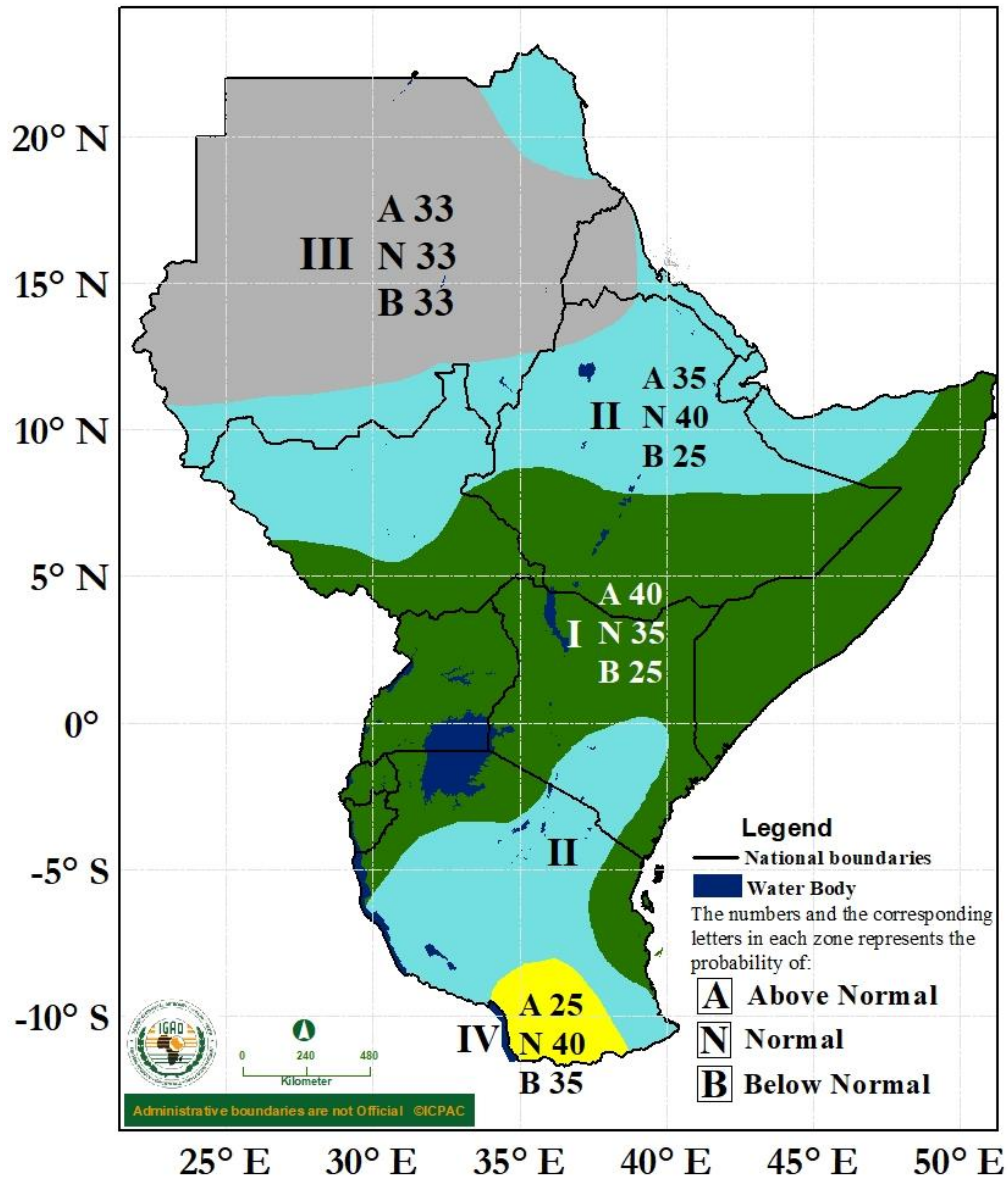 20° N
15° N
10° N
5° N
0°
-5° S
-10° S
III
A 33
N 33
B 33
II
A 35
N 40
B 25
I
A 40
N 35
B 25
II
IV
A 25
N 40
B 35
Legend
National boundaries
Water Body
The numbers and the corresponding
letters in each zone represents the
probability of:
A Above Normal
N Normal
B Below Normal
IGAD
0 240 480
Kilometer
Administrative boundaries are not Official ©ICPAC
25° E 30° E 35° E 40° E 45° E 50° E